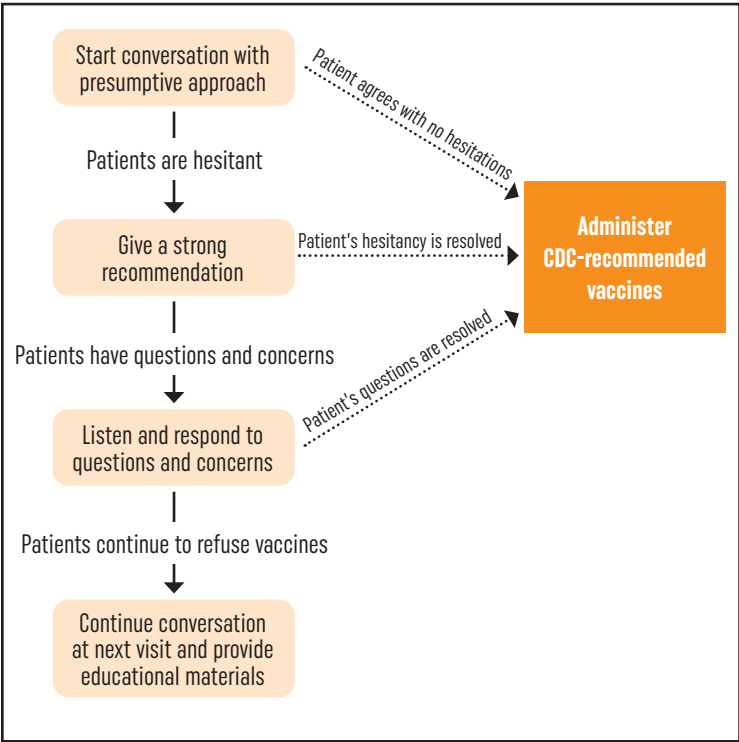 Start conversation with
presumptive approach
Patient agrees with no hesitations
Patients are hesitant
Give a strong
recommendation
Patient's hesitancy is resolved
Administer
CDC-recommended
vaccines
Patients have questions and concerns
Patient's questions are resolved
Listen and respond to
questions and concerns
Patients continue to refuse vaccines
Continue conversation
at next visit and provide
educational materials